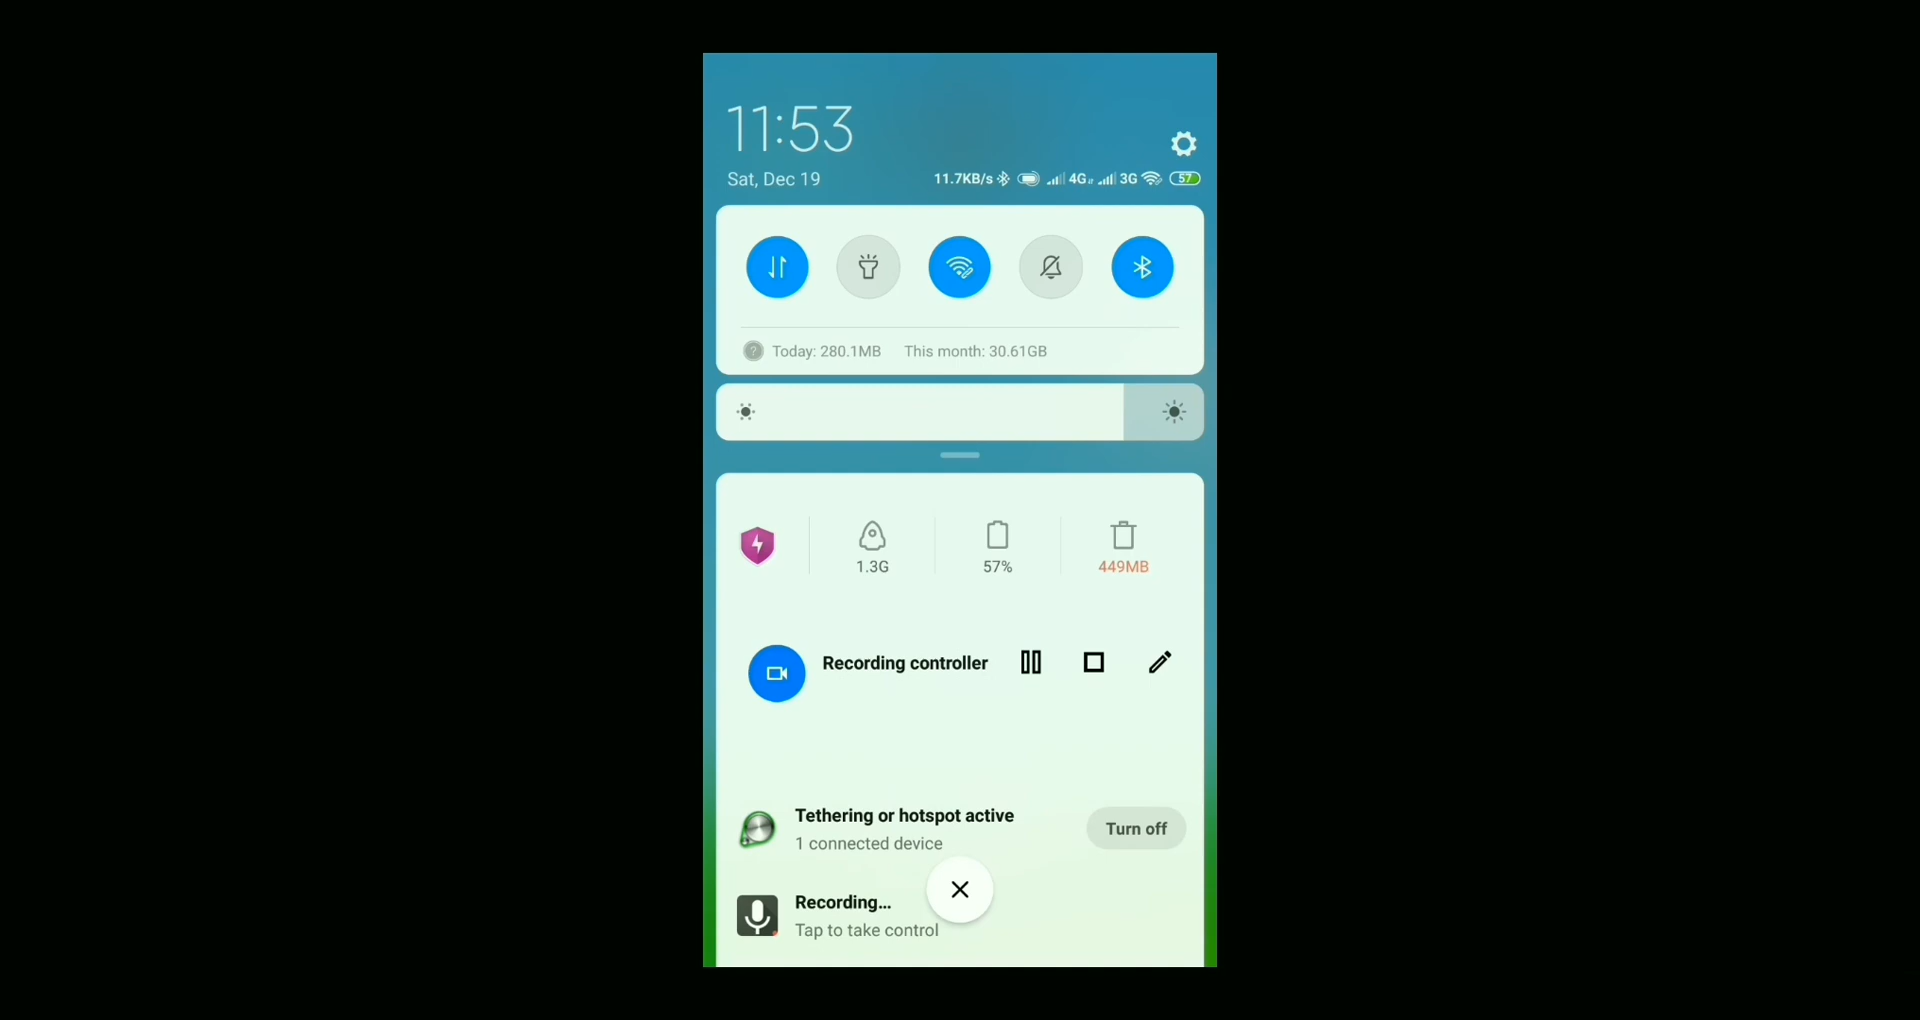 11:53
Sat, Dec 19
11.7KB/s 4G 3G 57
Today: 280.1MB This month: 30.61GB
1.3G 57% 449MB
Recording controller
Tethering or hotspot active
1 connected device
Turn off
Recording...
Tap to take control